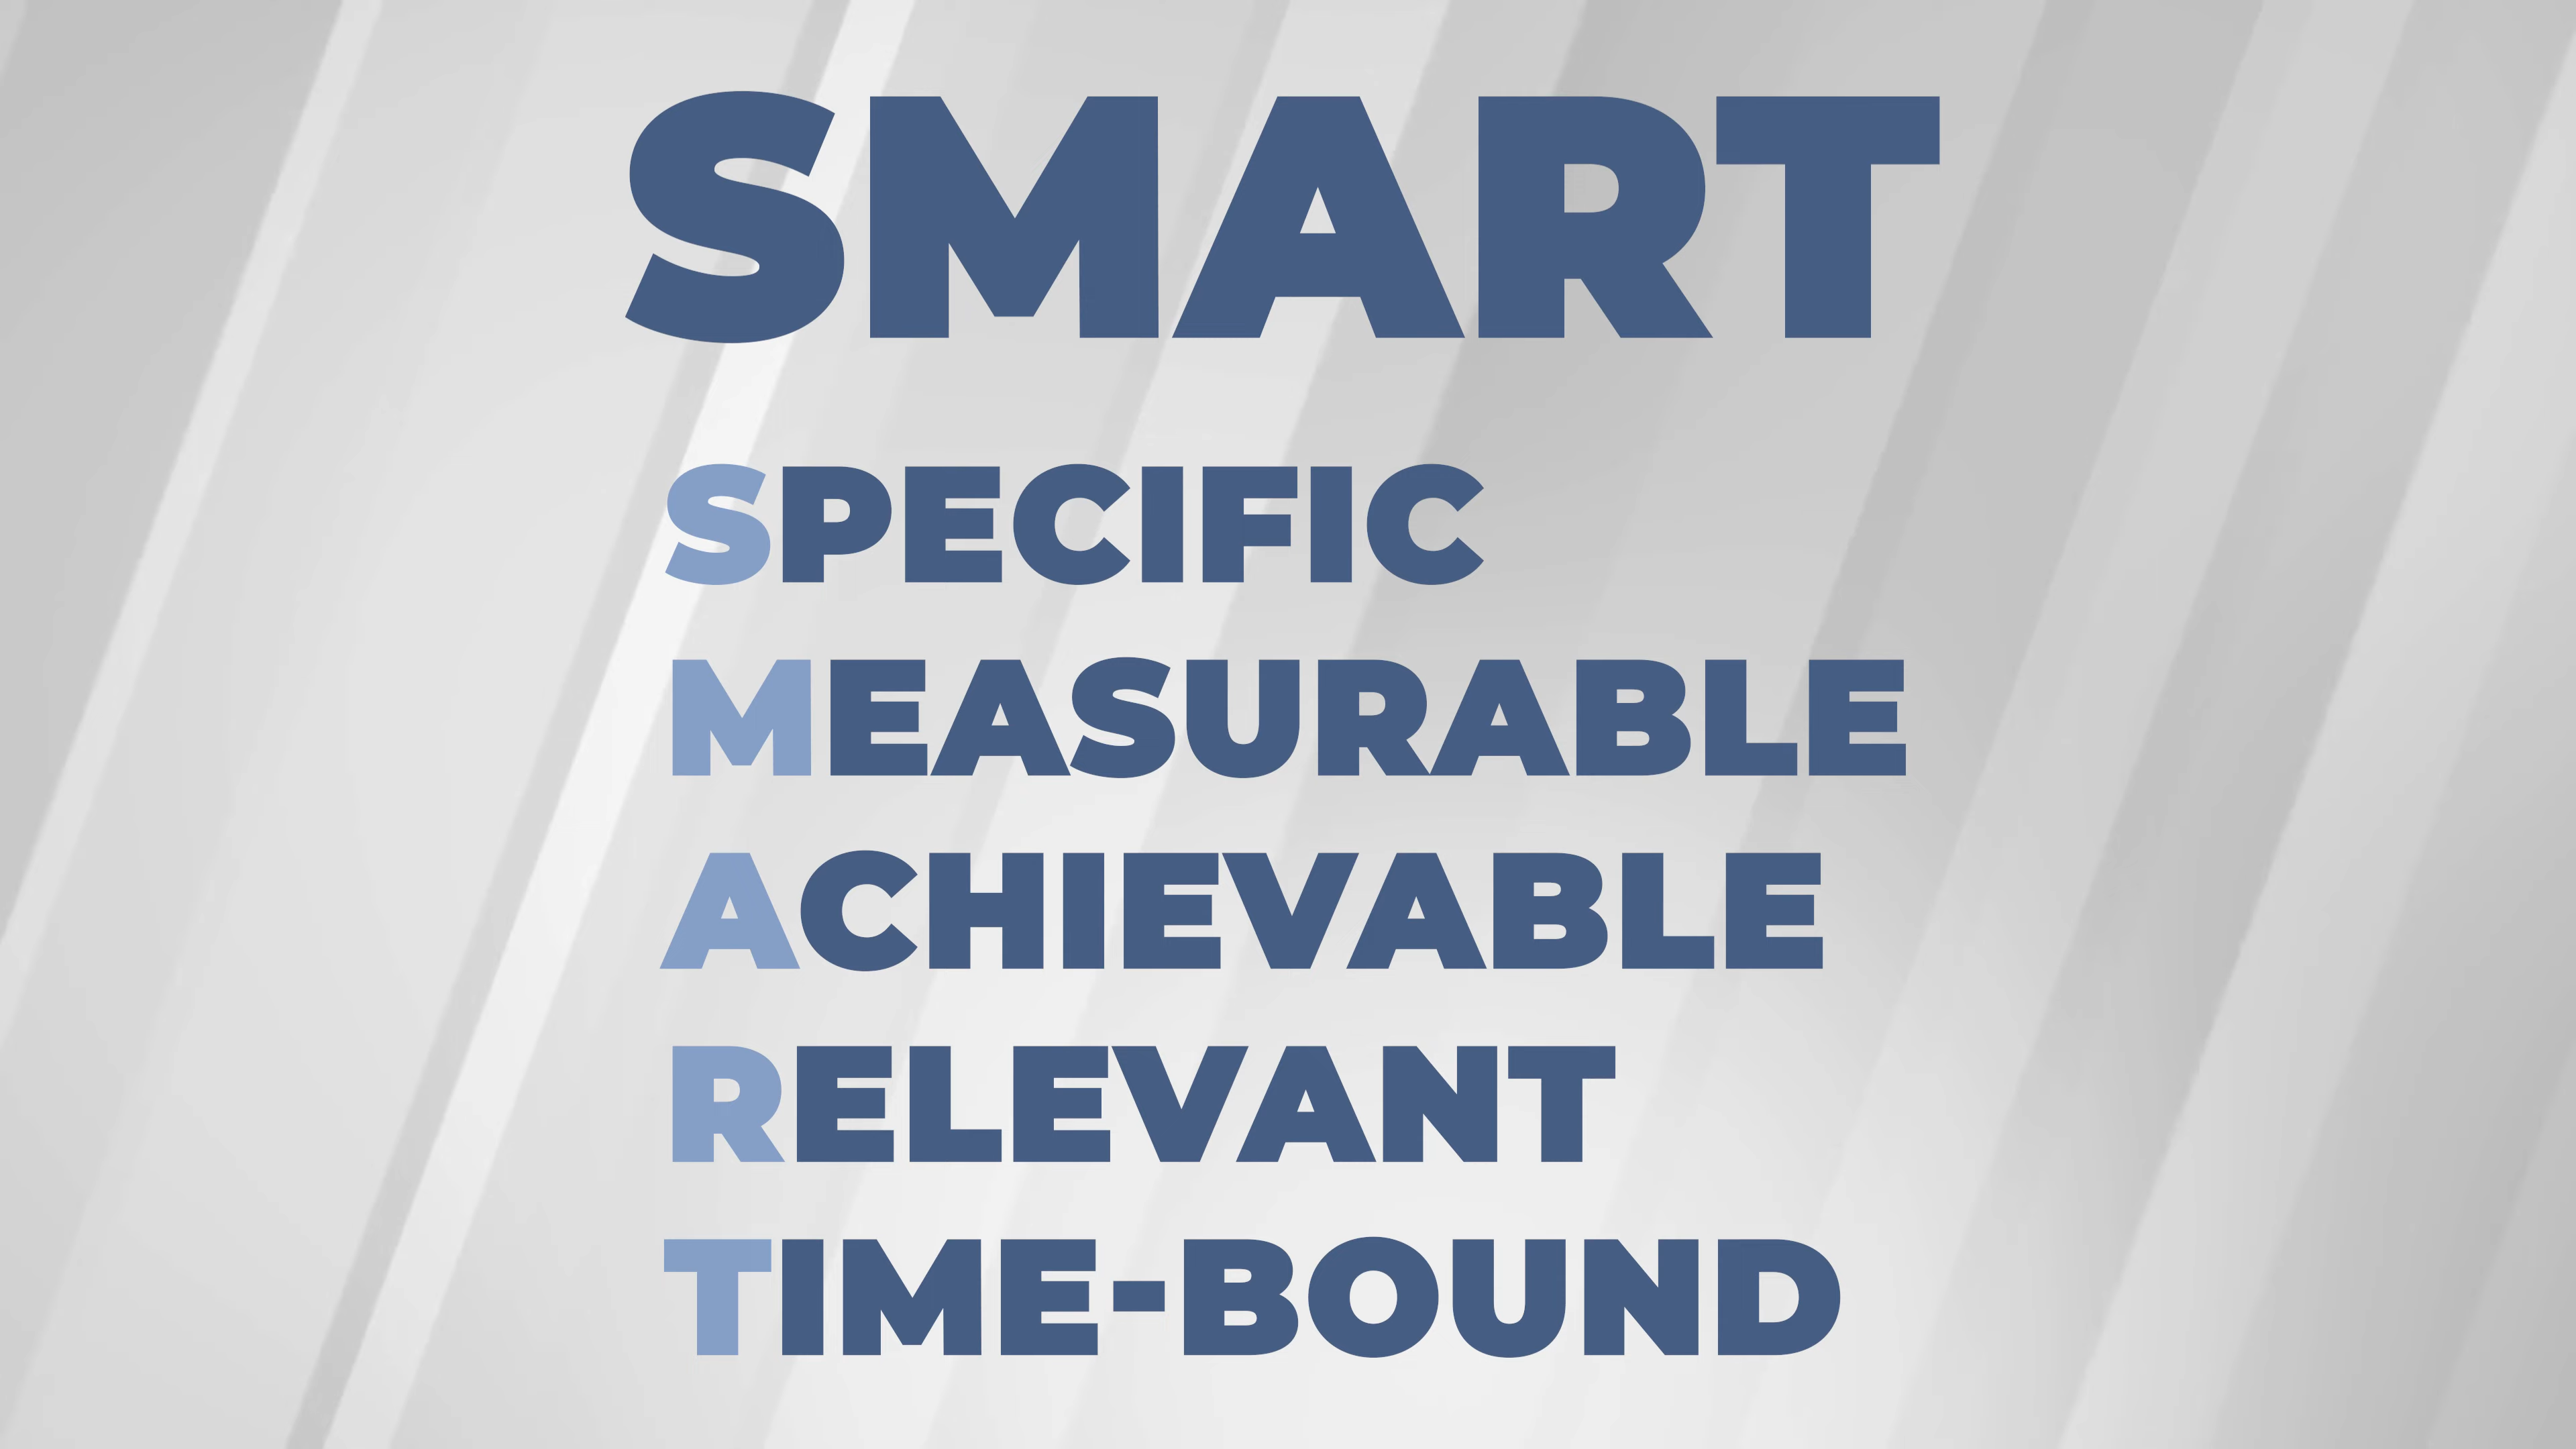 SMART
SPECIFIC
MEASURABLE
ACHIEVABLE
RELEVANT
TIME-BOUND